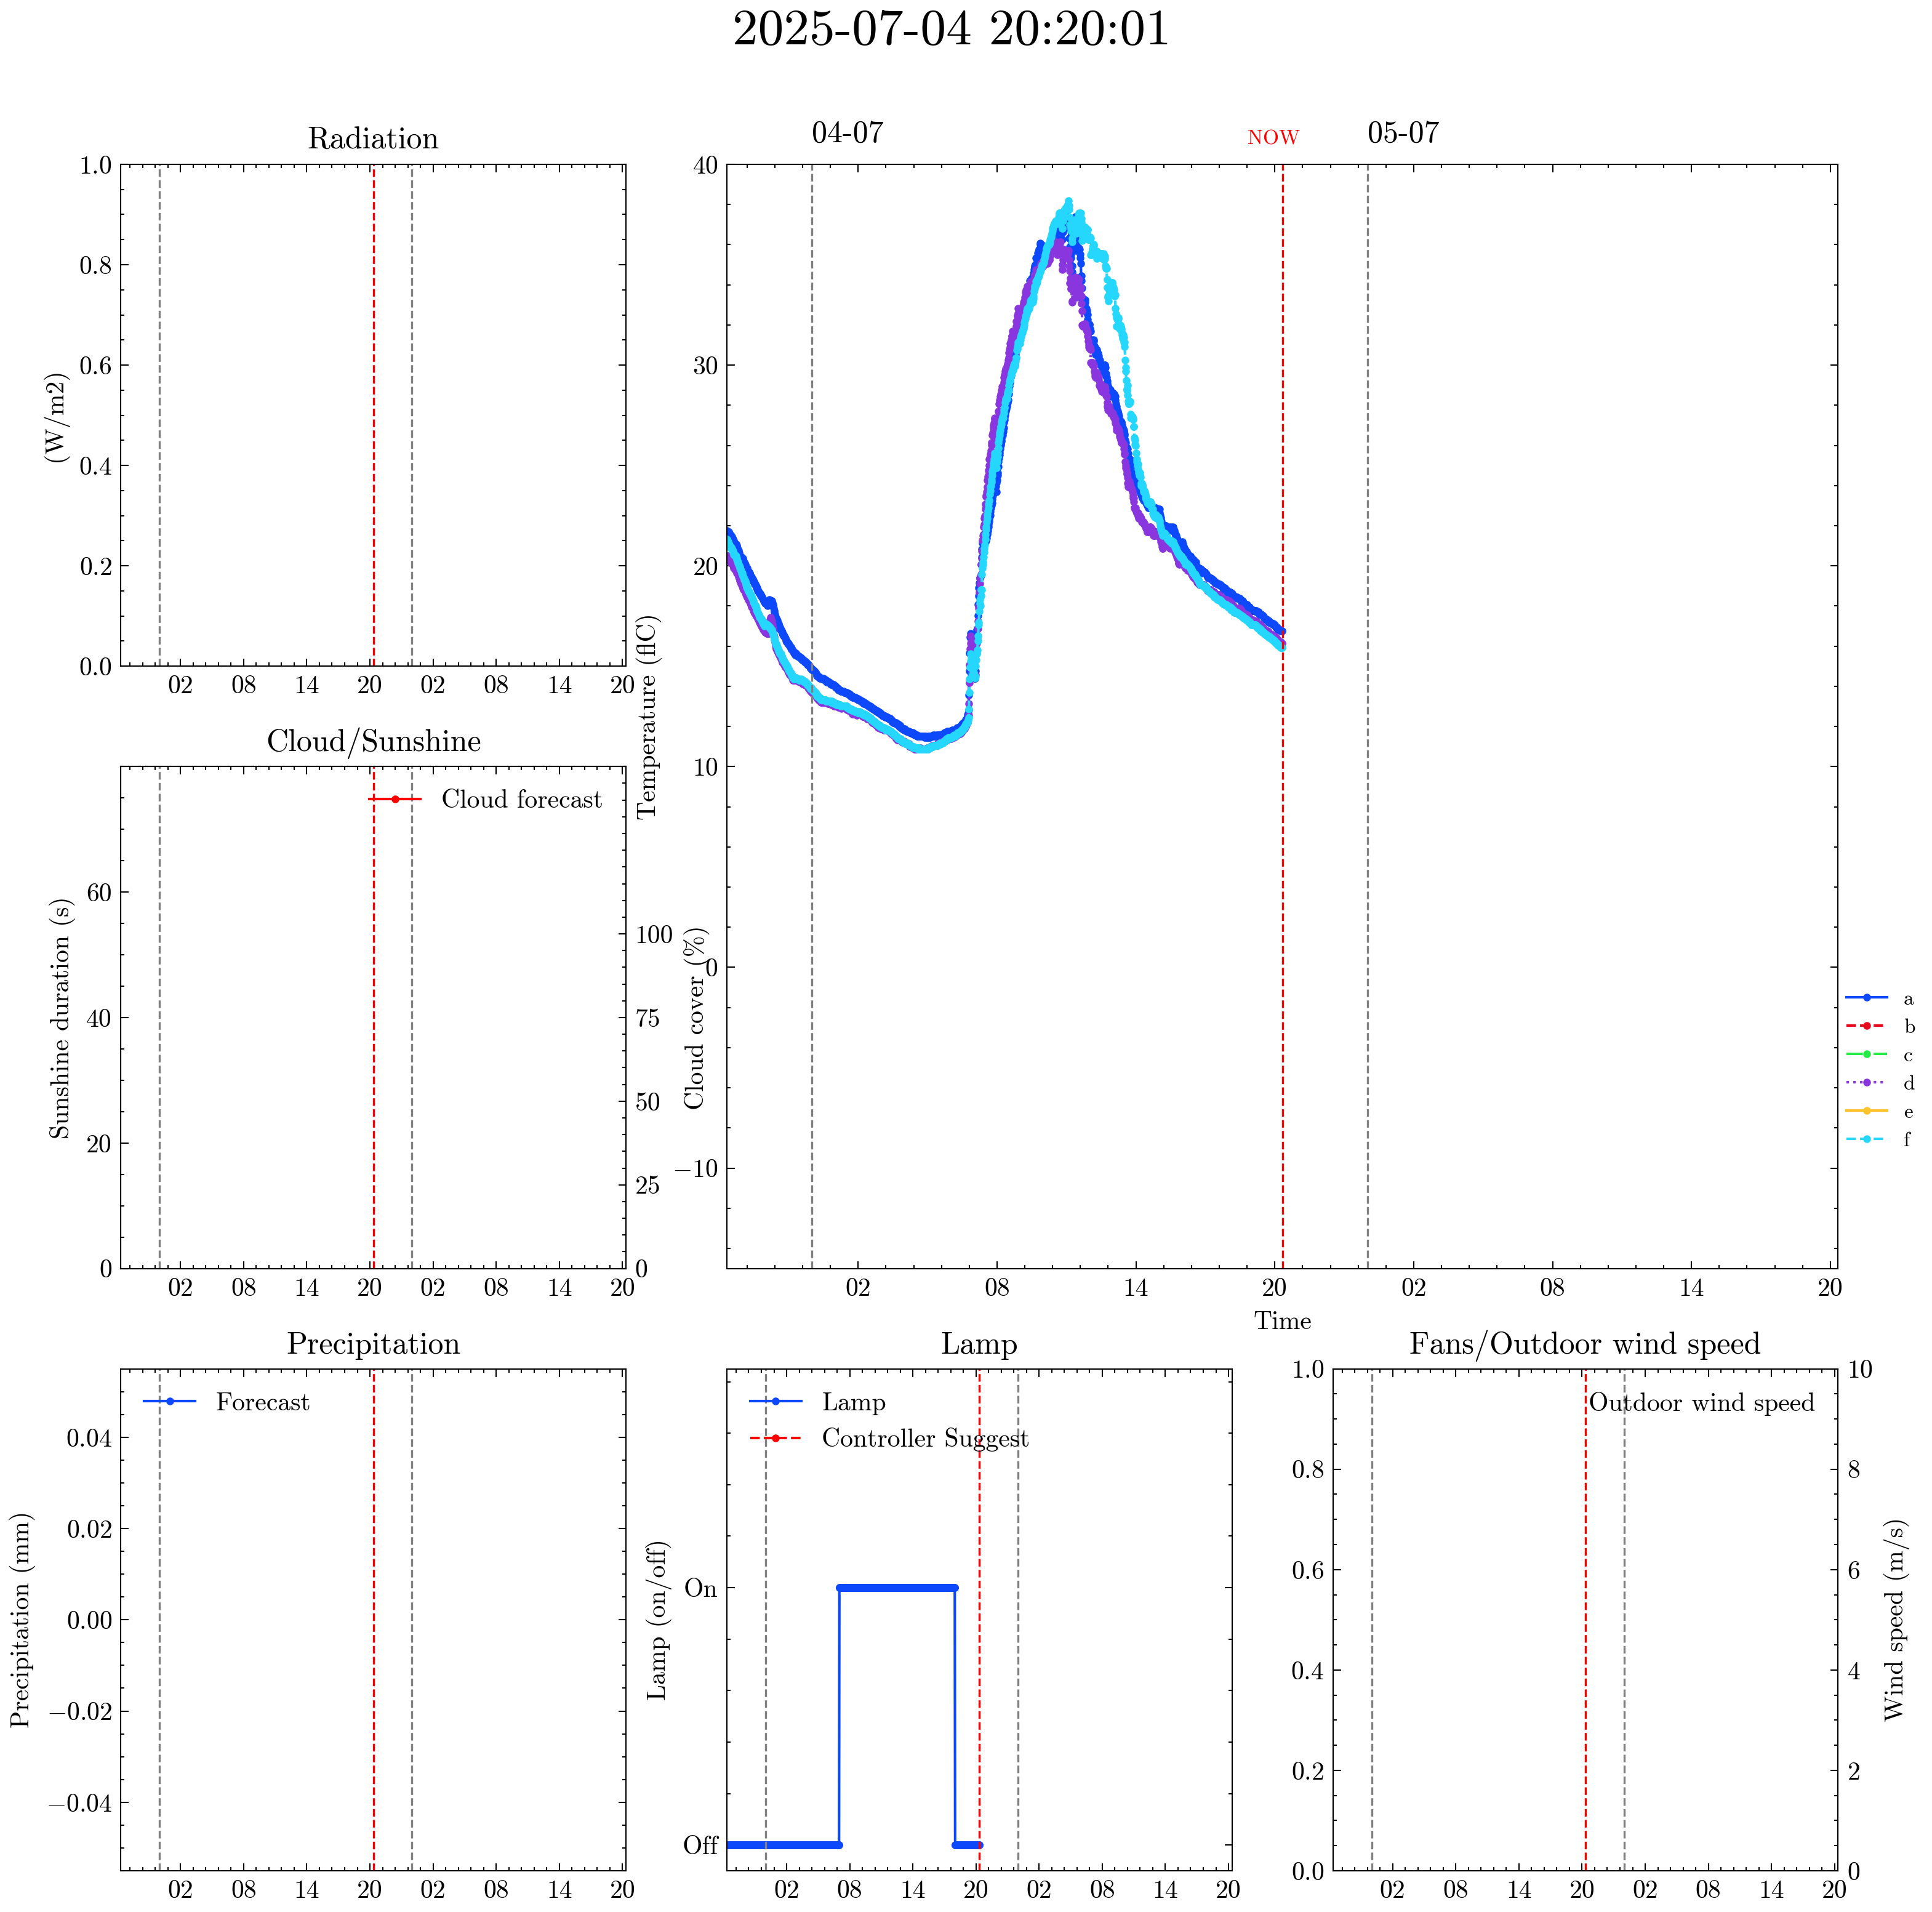 2025-07-04 20:20:01
Radiation
1.0
0.8
0.6
0.4
0.2
0.0
(W/m2)
02 08 14 20 02 08 14 20
04-07
NOW
05-07
40
30
20
10
0
−10
Temperature (flC)
02 08 14 20 02 08 14 20
Time
a
b
c
d
e
f
Cloud/Sunshine
Cloud forecast
60
40
20
0
Sunshine duration (s)
100
75
50
25
0
Cloud cover (%)
02 08 14 20 02 08 14 20
Precipitation
Forecast
0.04
0.02
0.00
−0.02
−0.04
Precipitation (mm)
02 08 14 20 02 08 14 20
Lamp
Lamp
Controller Suggest
On
Off
Lamp (on/off)
02 08 14 20 02 08 14 20
Fans/Outdoor wind speed
Outdoor wind speed
1.0
0.8
0.6
0.4
0.2
0.0
10
8
6
4
2
0
Wind speed (m/s)
02 08 14 20 02 08 14 20